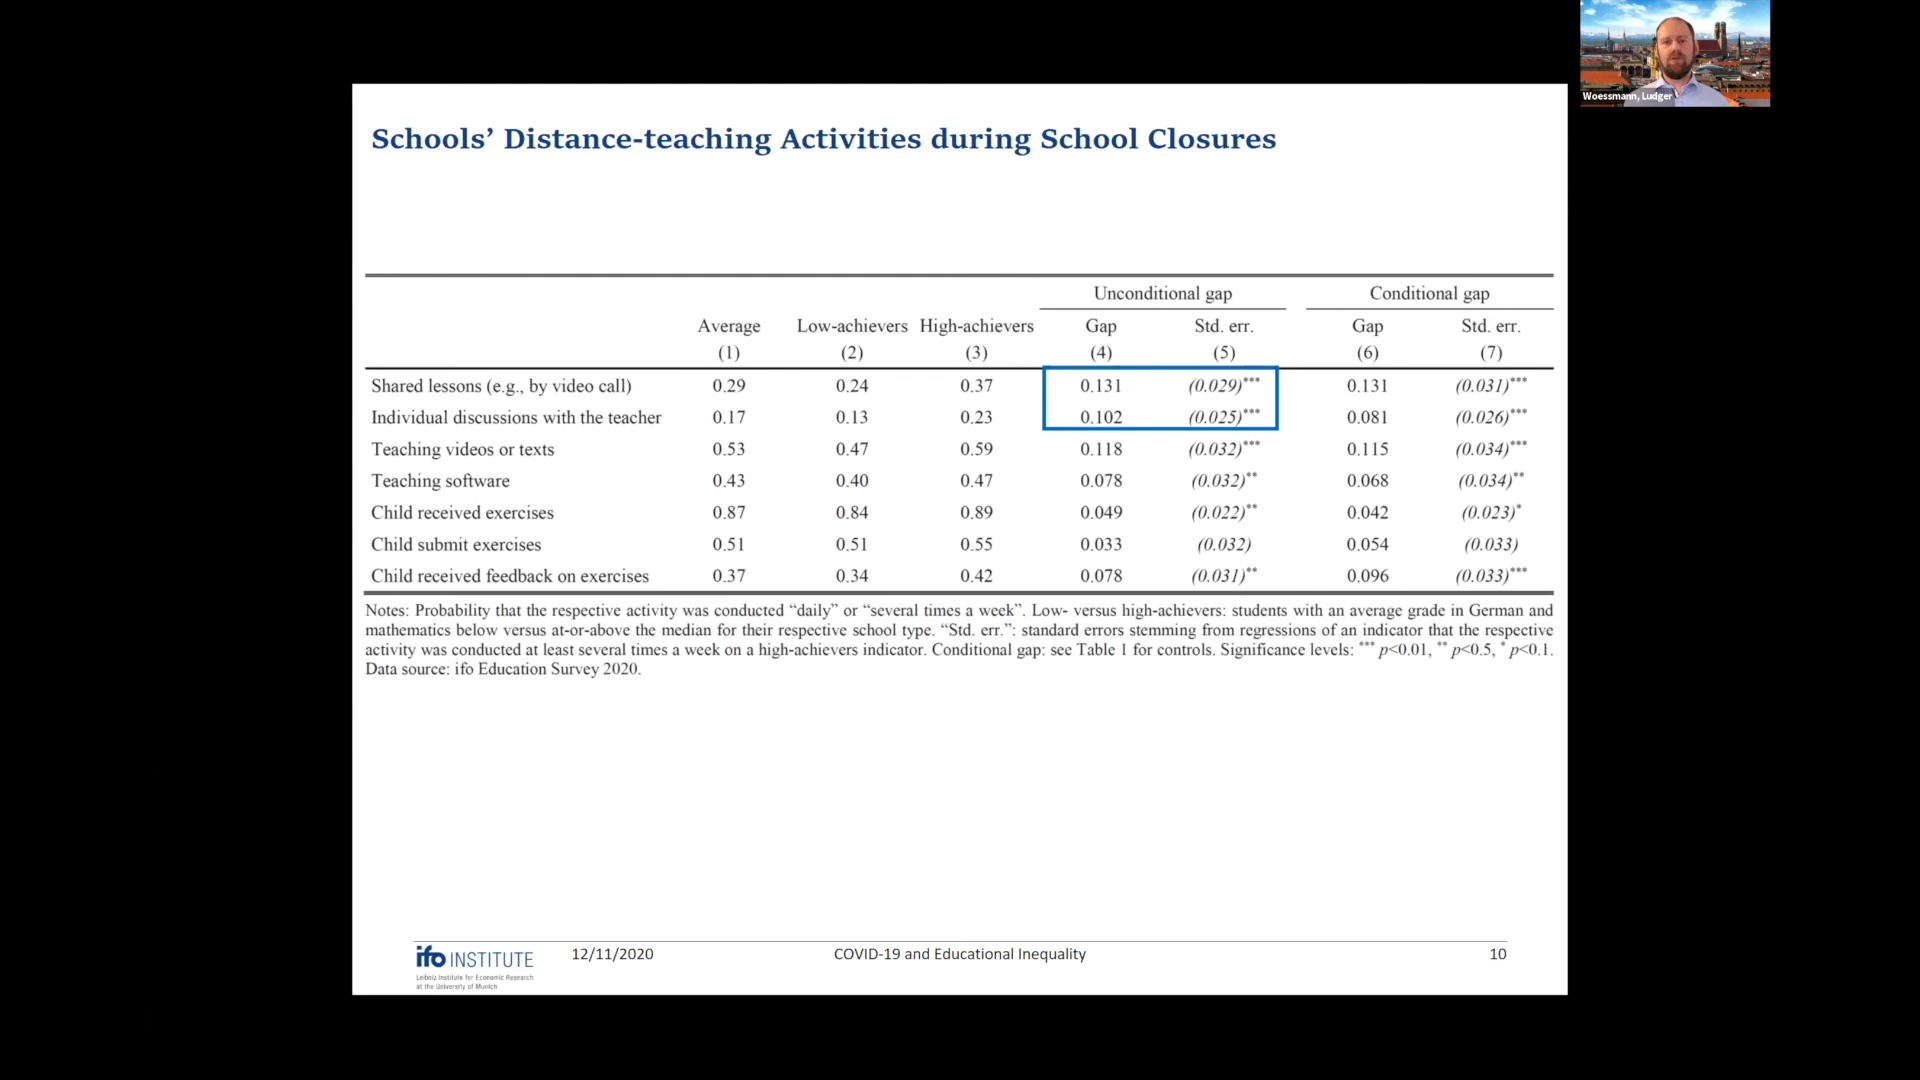 Woessmann, Ludger
Schools’ Distance-teaching Activities during School Closures
Unconditional gap Conditional gap
Average Low-achievers High-achievers Gap Std. err. Gap Std. err.
(1) (2) (3) (4) (5) (6) (7)
Shared lessons (e.g., by video call) 0.29 0.24 0.37 0.131 (0.029)*** 0.131 (0.031)***
Individual discussions with the teacher 0.17 0.13 0.23 0.102 (0.025)*** 0.081 (0.026)***
Teaching videos or texts 0.53 0.47 0.59 0.118 (0.032)*** 0.115 (0.034)***
Teaching software 0.43 0.40 0.47 0.078 (0.032)** 0.068 (0.034)**
Child received exercises 0.87 0.84 0.89 0.049 (0.022)** 0.042 (0.023)*
Child submit exercises 0.51 0.51 0.55 0.033 (0.032) 0.054 (0.033)
Child received feedback on exercises 0.37 0.34 0.42 0.078 (0.031)** 0.096 (0.033)***
Notes: Probability that the respective activity was conducted “daily” or “several times a week”. Low- versus high-achievers: students with an average grade in German and
mathematics below versus at-or-above the median for their respective school type. “Std. err.”: standard errors stemming from regressions of an indicator that the respective
activity was conducted at least several times a week on a high-achievers indicator. Conditional gap: see Table 1 for controls. Significance levels: *** p<0.01, ** p<0.5, * p<0.1.
Data source: ifo Education Survey 2020.
ifo INSTITUTE 12/11/2020 COVID-19 and Educational Inequality 10
Leibniz Institute for Economic Research
at the University of Munich